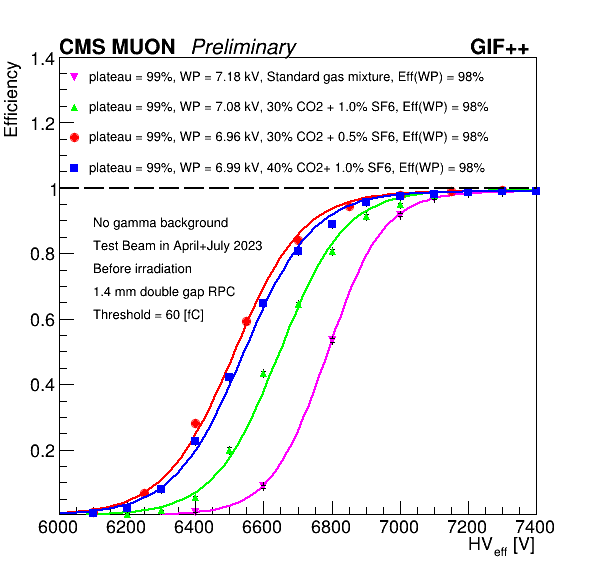 CMS MUON Preliminary GIF++
Efficiency
plateau = 99%, WP = 7.18 kV, Standard gas mixture, Eff(WP) = 98%
plateau = 99%, WP = 7.08 kV, 30% CO2 + 1.0% SF6, Eff(WP) = 98%
plateau = 99%, WP = 6.96 kV, 30% CO2 + 0.5% SF6, Eff(WP) = 98%
plateau = 99%, WP = 6.99 kV, 40% CO2+ 1.0% SF6, Eff(WP) = 98%
No gamma background
Test Beam in April+July 2023
Before irradiation
1.4 mm double gap RPC
Threshold = 60 [fC]
1.4
1.2
1
0.8
0.6
0.4
0.2
6000 6200 6400 6600 6800 7000 7200 7400
HVeff [V]